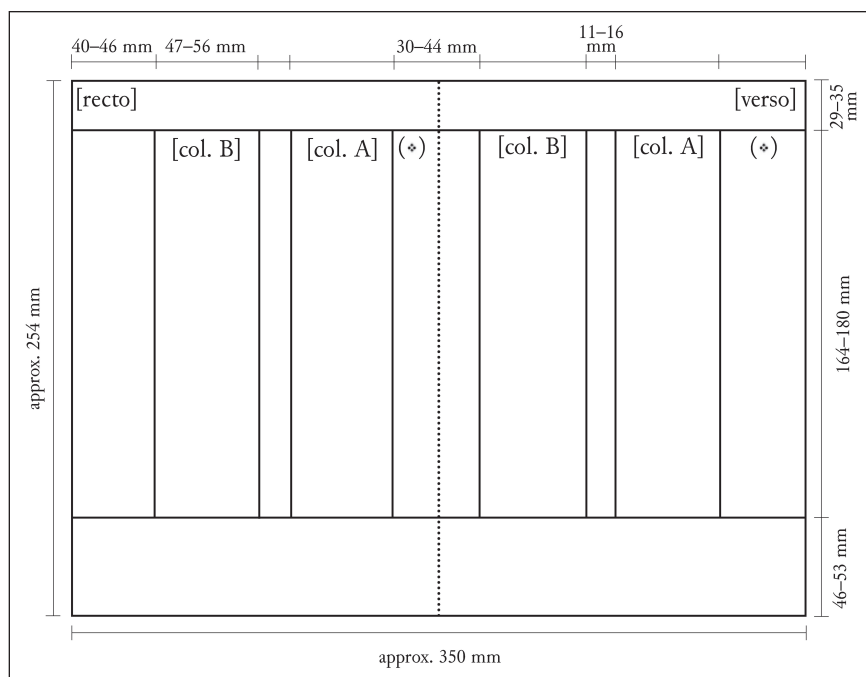 40–46 mm
47–56 mm
30–44 mm
11–16
mm
[recto]
[verso]
29–35
mm
[col. B]
[col. A]
(※)
[col. B]
[col. A]
(※)
approx. 254 mm
164–180 mm
46–53 mm
approx. 350 mm